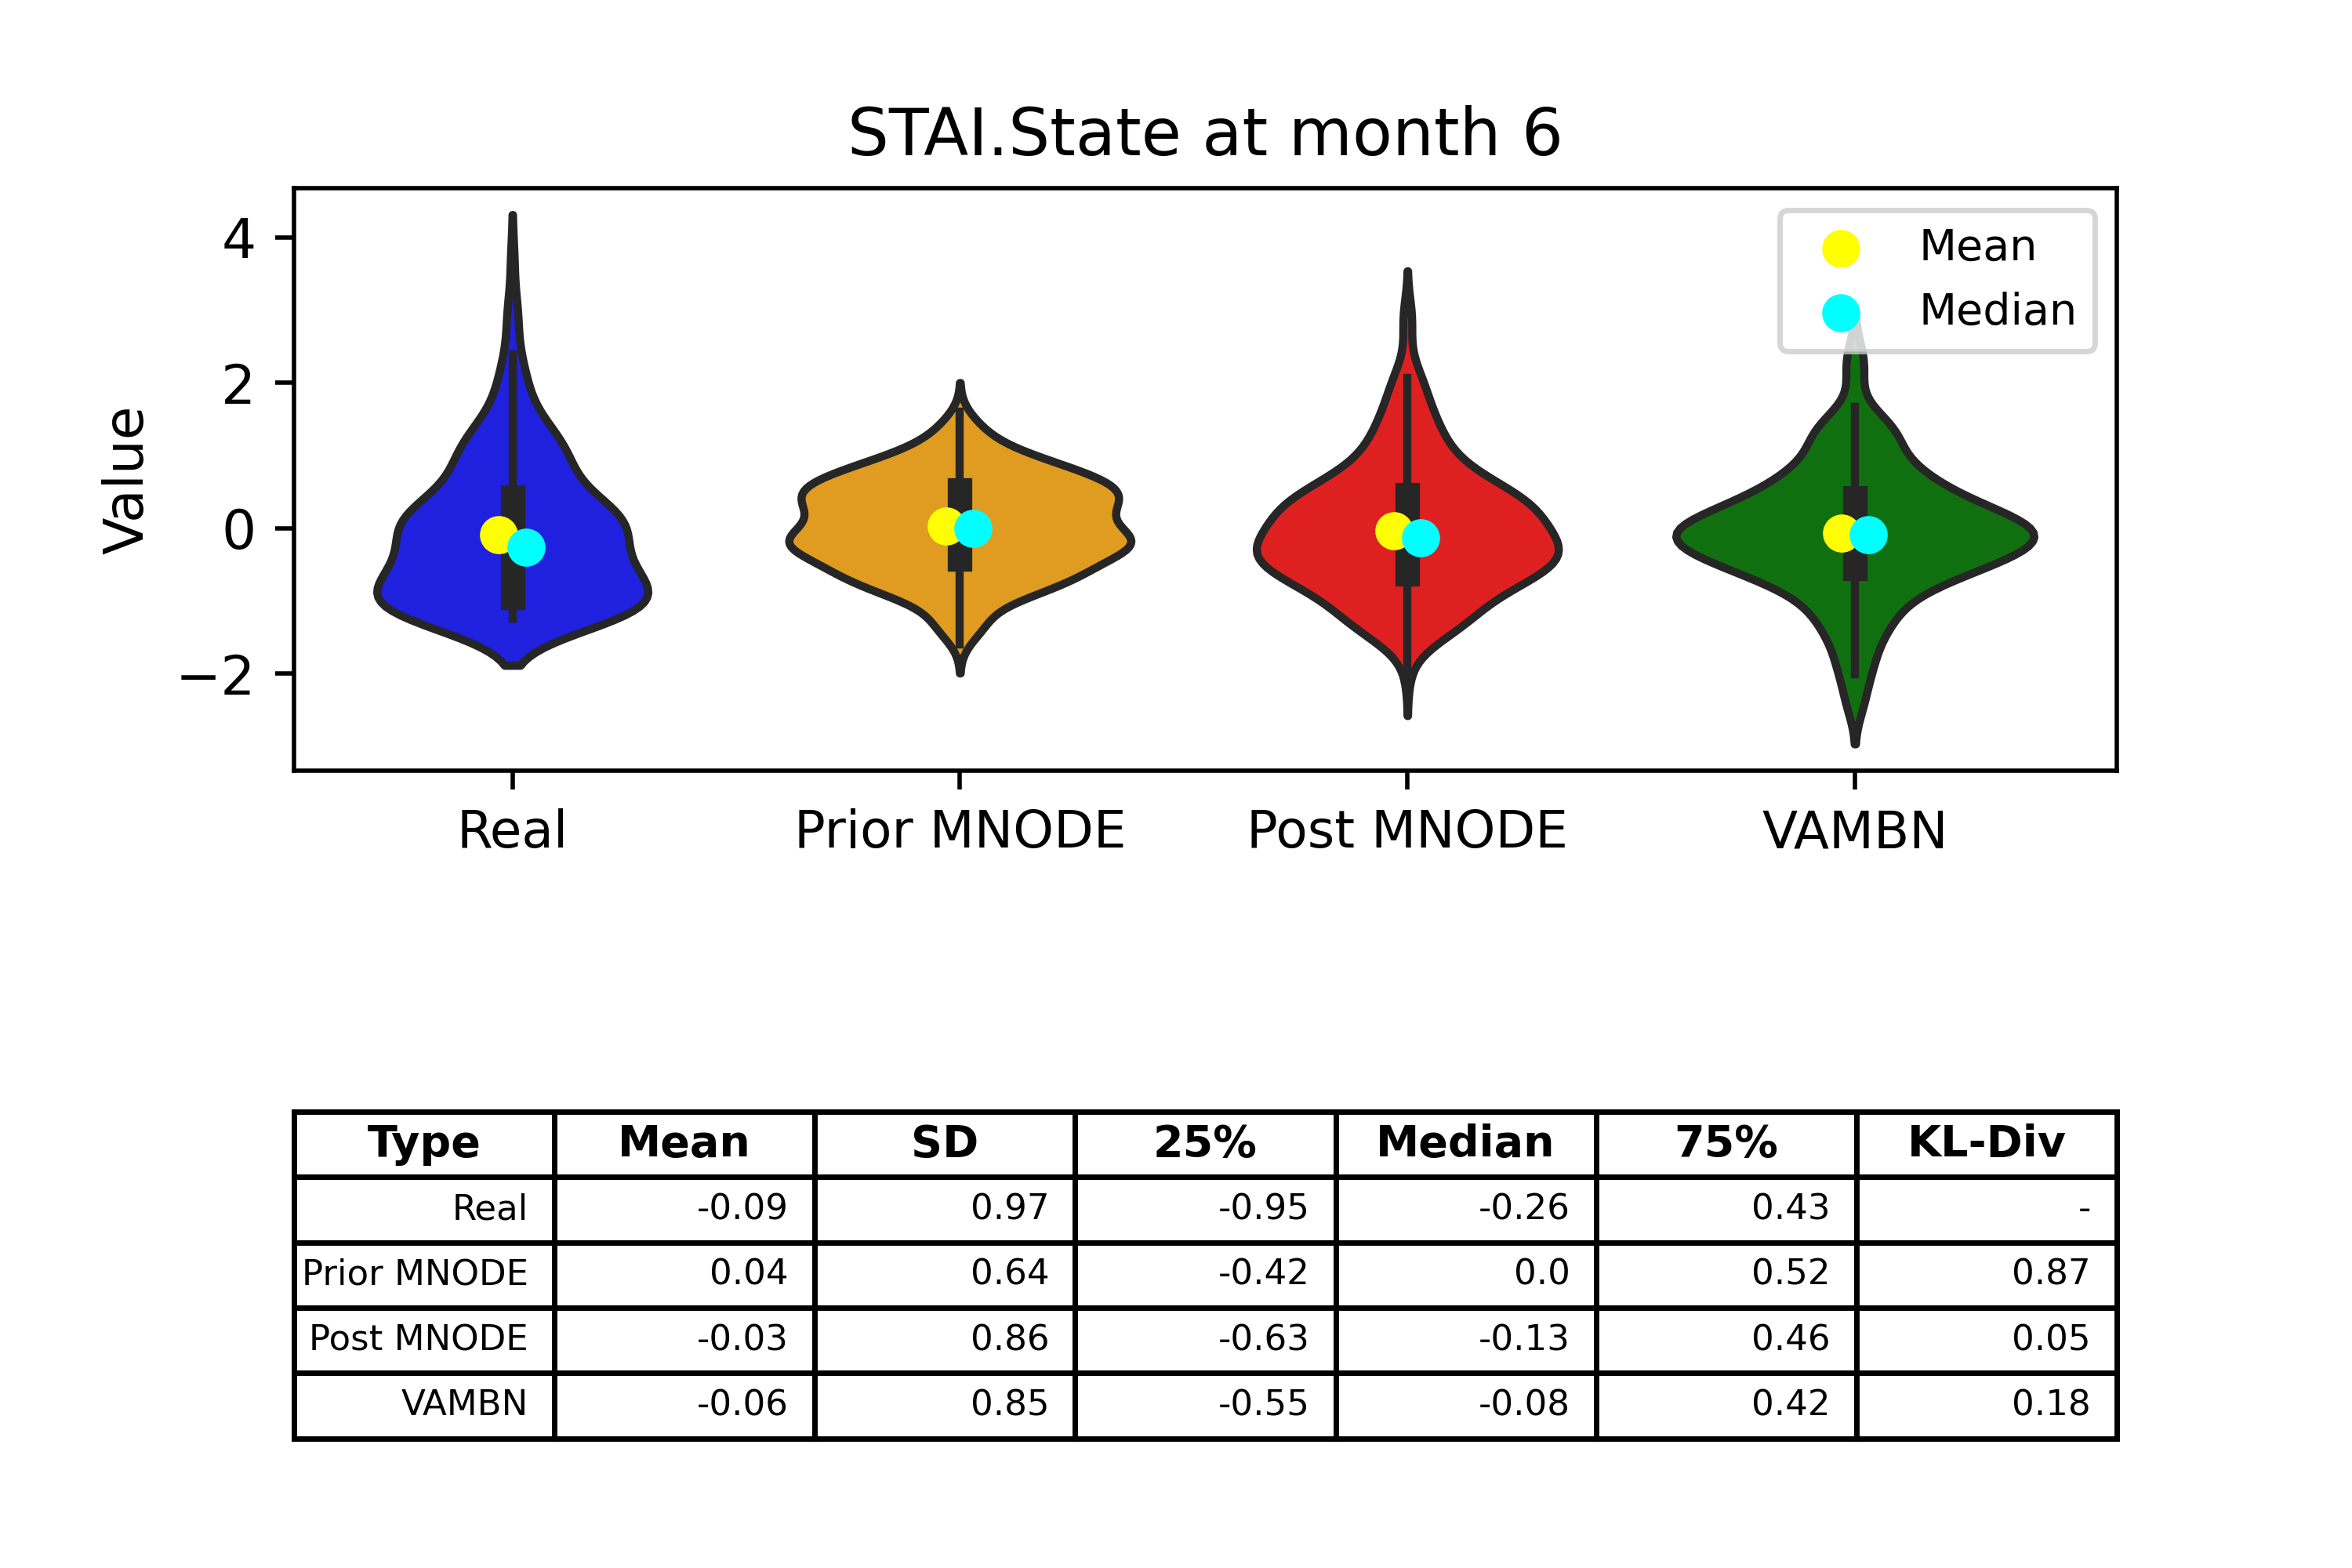 STAI.State at month 6
Value
4
2
0
−2
Mean
Median
Real Prior MNODE Post MNODE VAMBN
Type Mean SD 25% Median 75% KL-Div
Real -0.09 0.97 -0.95 -0.26 0.43 -
Prior MNODE 0.04 0.64 -0.42 0.0 0.52 0.87
Post MNODE -0.03 0.86 -0.63 -0.13 0.46 0.05
VAMBN -0.06 0.85 -0.55 -0.08 0.42 0.18